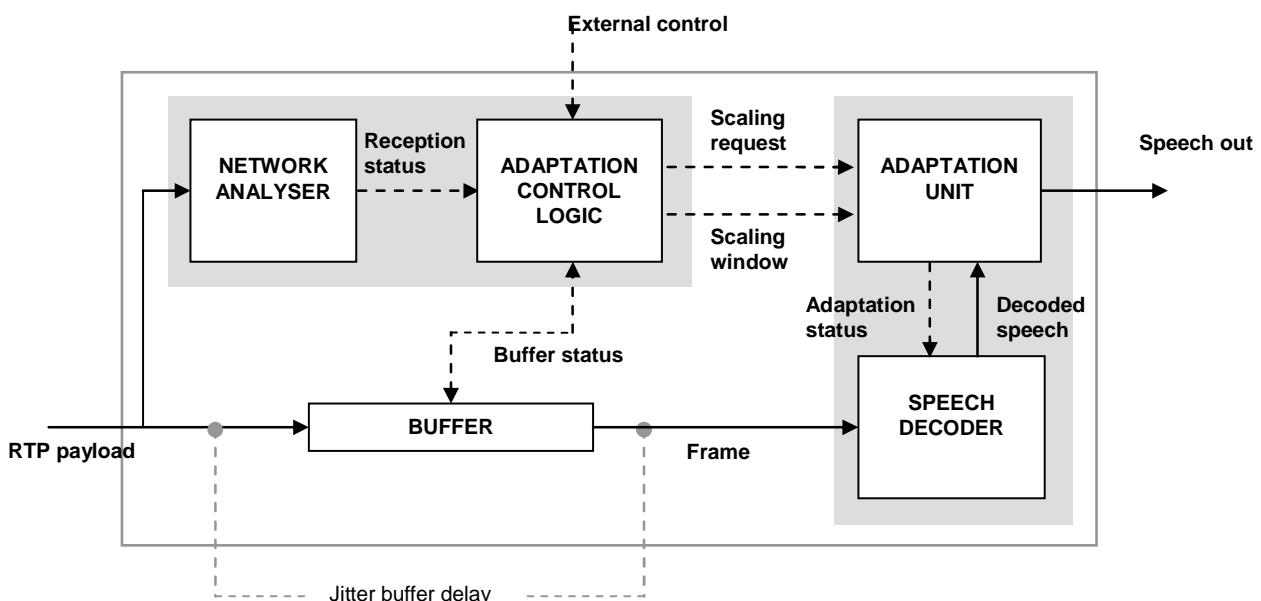 External control
Scaling
request
Speech out
Reception
status
NETWORK
ANALYSER
ADAPTATION
CONTROL
LOGIC
ADAPTATION
UNIT
Scaling
window
Adaptation
status
Decoded
speech
Buffer status
SPEECH
DECODER
BUFFER
RTP payload
Frame
Jitter buffer delay